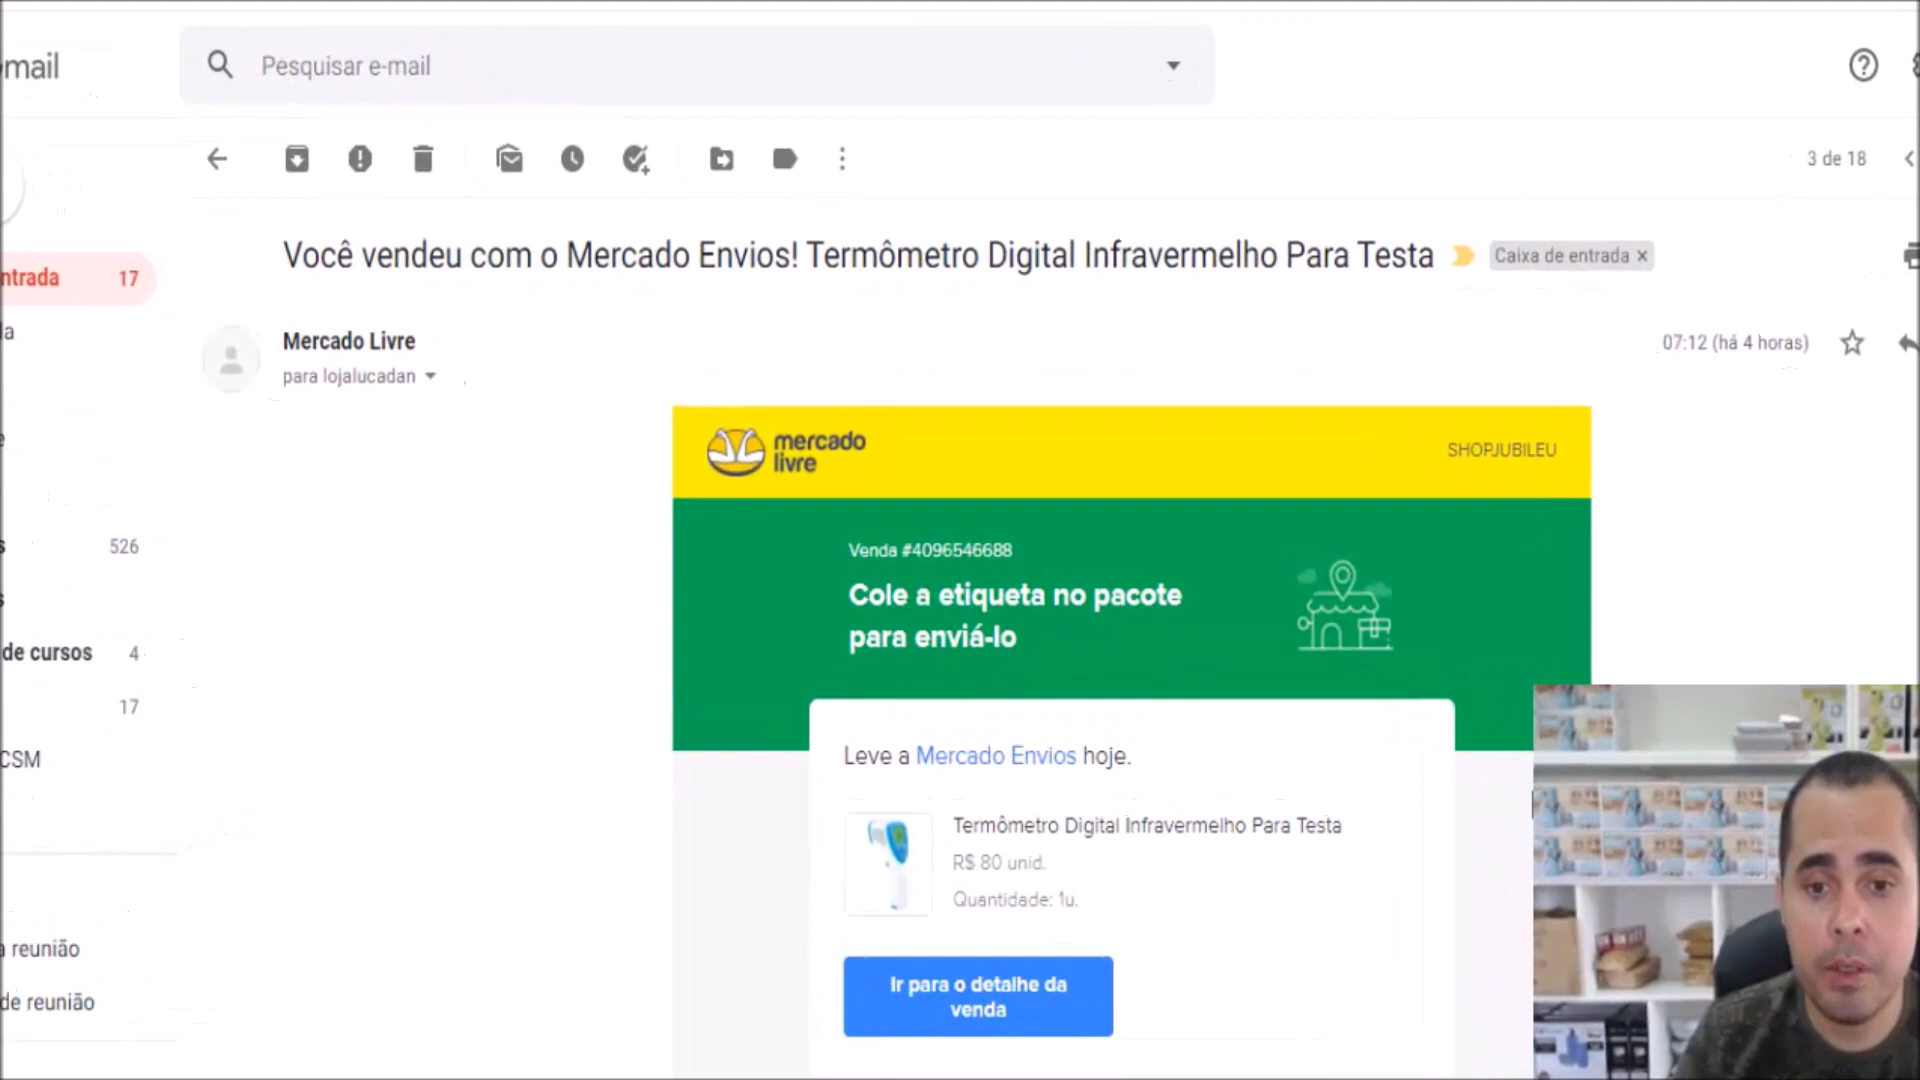 mail
Pesquisar e-mail
3 de 18
Você vendeu com o Mercado Envios! Termômetro Digital Infravermelho Para Testa
Caixa de entrada ×
ntrada 17
la
Mercado Livre
07:12 (há 4 horas)
para lojalucadan
e
mercado
livre
SHOPJUBILEU
s 526
Venda #4096546688
Cole a etiqueta no pacote
para enviá-lo
s
de cursos 4
17
CSM
Leve a Mercado Envios hoje.
Termômetro Digital Infravermelho Para Testa
R$ 80 unid.
Quantidade: 1u.
a reunião
de reunião
Ir para o detalhe da
venda